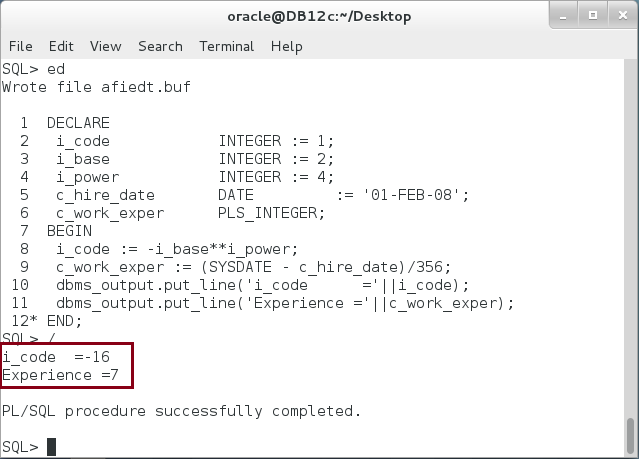 oracle@DB12c:~/Desktop
File Edit View Search Terminal Help
SQL> ed
Wrote file afiedt.buf
1 DECLARE
2 i_code INTEGER := 1;
3 i_base INTEGER := 2;
4 i_power INTEGER := 4;
5 c_hire_date DATE := '01-FEB-08';
6 c_work_exper PLS_INTEGER;
7 BEGIN
8 i_code := -i_base**i_power;
9 c_work_exper := (SYSDATE - c_hire_date)/356;
10 dbms_output.put_line('i_code ='||i_code);
11 dbms_output.put_line('Experience ='||c_work_exper);
12* END;
SQL> /
i_code =-16
Experience =7
PL/SQL procedure successfully completed.
SQL>